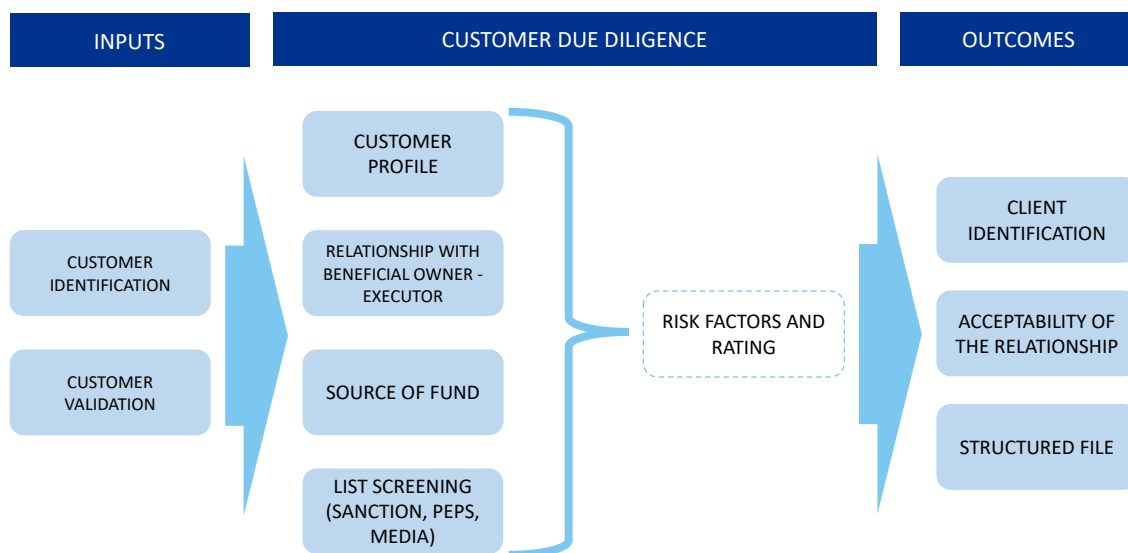 INPUTS
CUSTOMER DUE DILIGENCE
OUTCOMES
CUSTOMER
IDENTIFICATION
CUSTOMER
VALIDATION
CUSTOMER
PROFILE
RELATIONSHIP WITH
BENEFICIAL OWNER -
EXECUTOR
SOURCE OF FUND
LIST SCREENING
(SANCTION, PEPS,
MEDIA)
RISK FACTORS AND
RATING
CLIENT
IDENTIFICATION
ACCEPTABILITY OF
THE RELATIONSHIP
STRUCTURED FILE